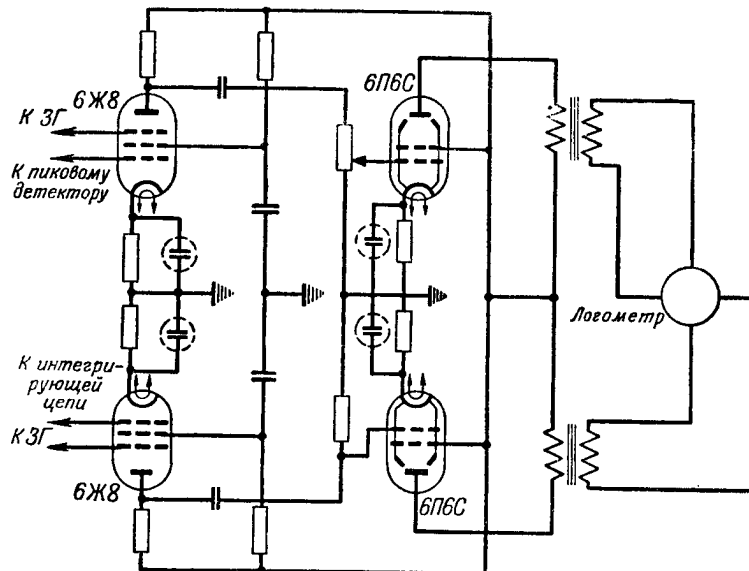 6Ж8
К ЗГ
К пиковому
детектору
6П6С
Логометр
К интегри-
рующей
цепи
К ЗГ
6Ж8
6П6С